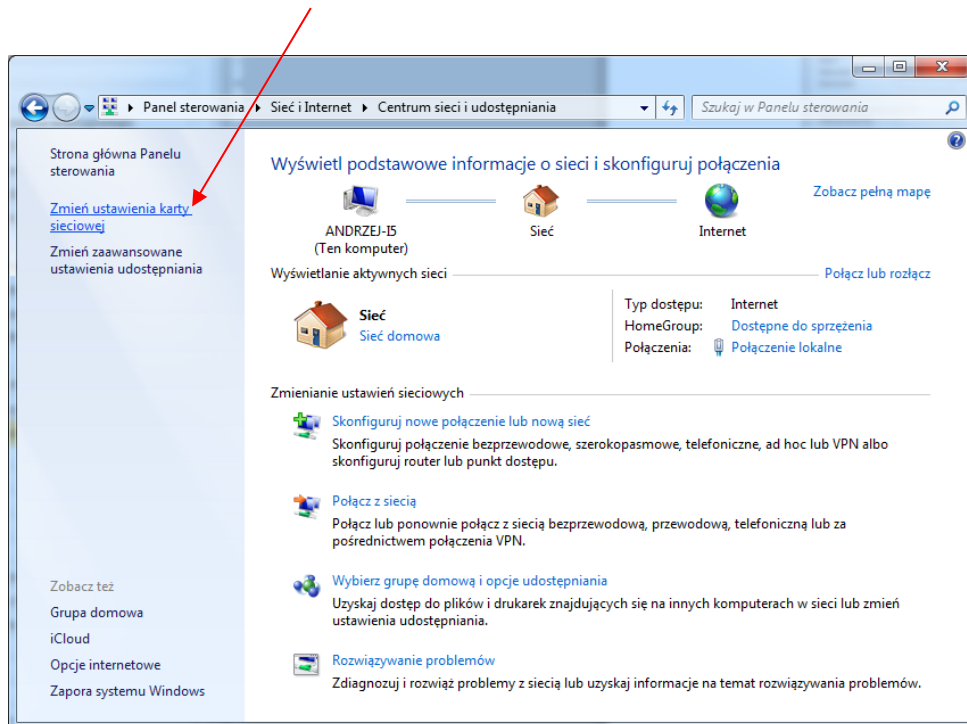 Panel sterowania ▸ Sieć i Internet ▸ Centrum sieci i udostępniania
Szukaj w Panelu sterowania
Strona główna Panelu
sterowania
Zmień ustawienia karty
sieciowej
Zmień zaawansowane
ustawienia udostępniania
Zobacz też
Grupa domowa
iCloud
Opcje internetowe
Zapora systemu Windows
Wyświetl podstawowe informacje o sieci i skonfiguruj połączenia
Zobacz pełną mapę
ANDRZEJ-I5
(Ten komputer)
Sieć
Internet
Wyświetlanie aktywnych sieci
Połącz lub rozłącz
Sieć
Sieć domowa
Typ dostępu: Internet
HomeGroup: Dostępne do sprzężenia
Połączenia: Połączenie lokalne
Zmienianie ustawień sieciowych
Skonfiguruj nowe połączenie lub nową sieć
Skonfiguruj połączenie bezprzewodowe, szerokopasmowe, telefoniczne, ad hoc lub VPN albo
skonfiguruj router lub punkt dostępu.
Połącz z siecią
Połącz lub ponownie połącz z siecią bezprzewodową, przewodową, telefoniczną lub za
pośrednictwem połączenia VPN.
Wybierz grupę domową i opcje udostępniania
Uzyskaj dostęp do plików i drukarek znajdujących się na innych komputerach w sieci lub zmień
ustawienia udostępniania.
Rozwiązywanie problemów
Zdiagnozuj i rozwiąż problemy z siecią lub uzyskaj informacje na temat rozwiązywania problemów.